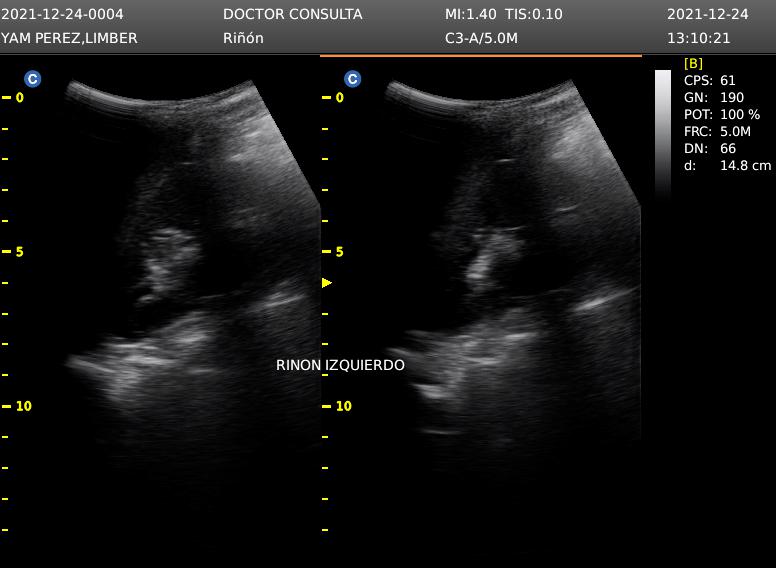 2021-12-24-0004 DOCTOR CONSULTA MI:1.40 TIS:0.10 2021-12-24
YAM PEREZ,LIMBER Riñón C3-A/5.0M 13:10:21
[B]
C C
CPS: 61
0 0
GN: 190
POT: 100 %
FRC: 5.0M
DN: 66
d: 14.8 cm
5 5
RINON IZQUIERDO
10 10